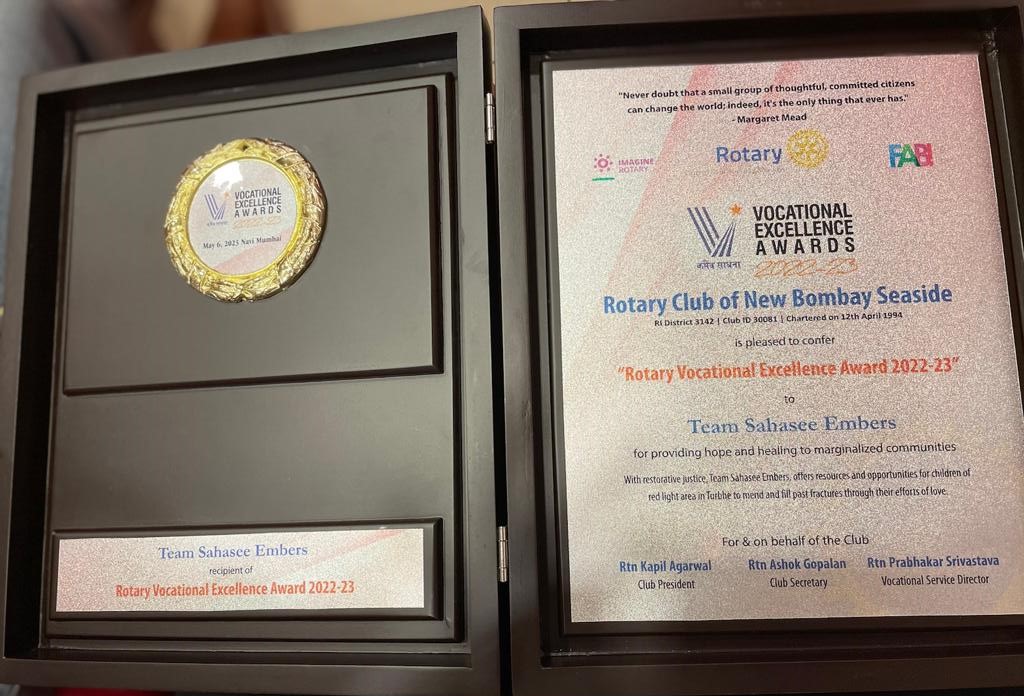 VOCATIONAL
EXCELLENCE
AWARDS
2022-23
May 6, 2023 Navi Mumbai
Team Sahasee Embers
recipient of
Rotary Vocational Excellence Award 2022-23
"Never doubt that a small group of thoughtful, committed citizens
can change the world; indeed, it's the only thing that ever has."
- Margaret Mead
IMAGINE
ROTARY
Rotary
FAB!
VOCATIONAL
EXCELLENCE
AWARDS
कर्मेव साधना
2022-23
Rotary Club of New Bombay Seaside
RI District 3142 | Club ID 30081 | Chartered on 12th April 1994
is pleased to confer
"Rotary Vocational Excellence Award 2022-23"
to
Team Sahasee Embers
for providing hope and healing to marginalized communities
With restorative justice, Team Sahasee Embers, offers resources and opportunities for children of
red light area in Turbhe to mend and fill past fractures through their efforts of love.
For & on behalf of the Club
Rtn Kapil Agarwal Rtn Ashok Gopalan Rtn Prabhakar Srivastava
Club President Club Secretary Vocational Service Director